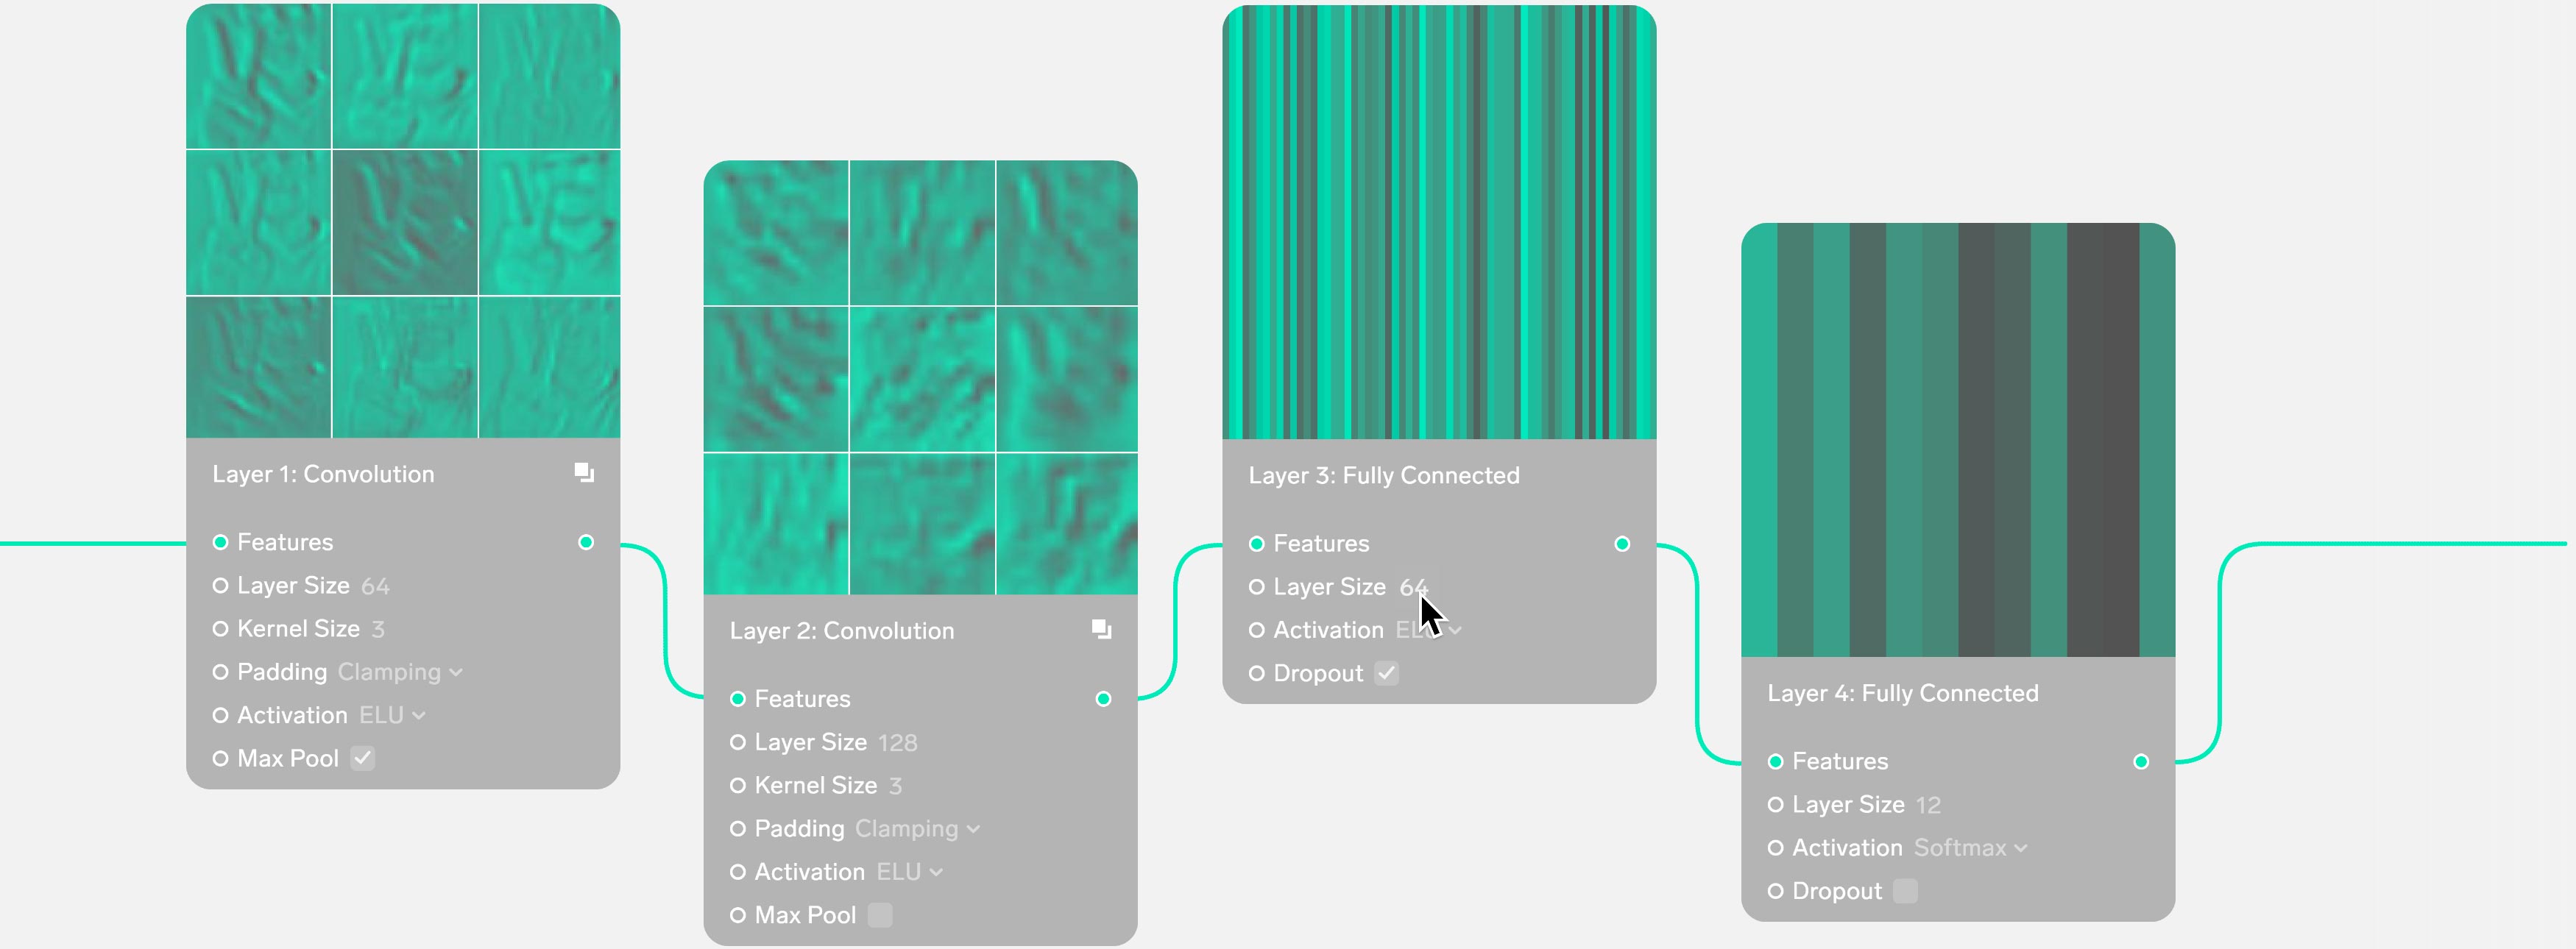 Layer 1: Convolution
Features
Layer Size 64
Kernel Size 3
Padding Clamping
Activation ELU
Max Pool
Layer 2: Convolution
Features
Layer Size 128
Kernel Size 3
Padding Clamping
Activation ELU
Max Pool
Layer 3: Fully Connected
Features
Layer Size 64
Activation ELU
Dropout
Layer 4: Fully Connected
Features
Layer Size 12
Activation Softmax
Dropout